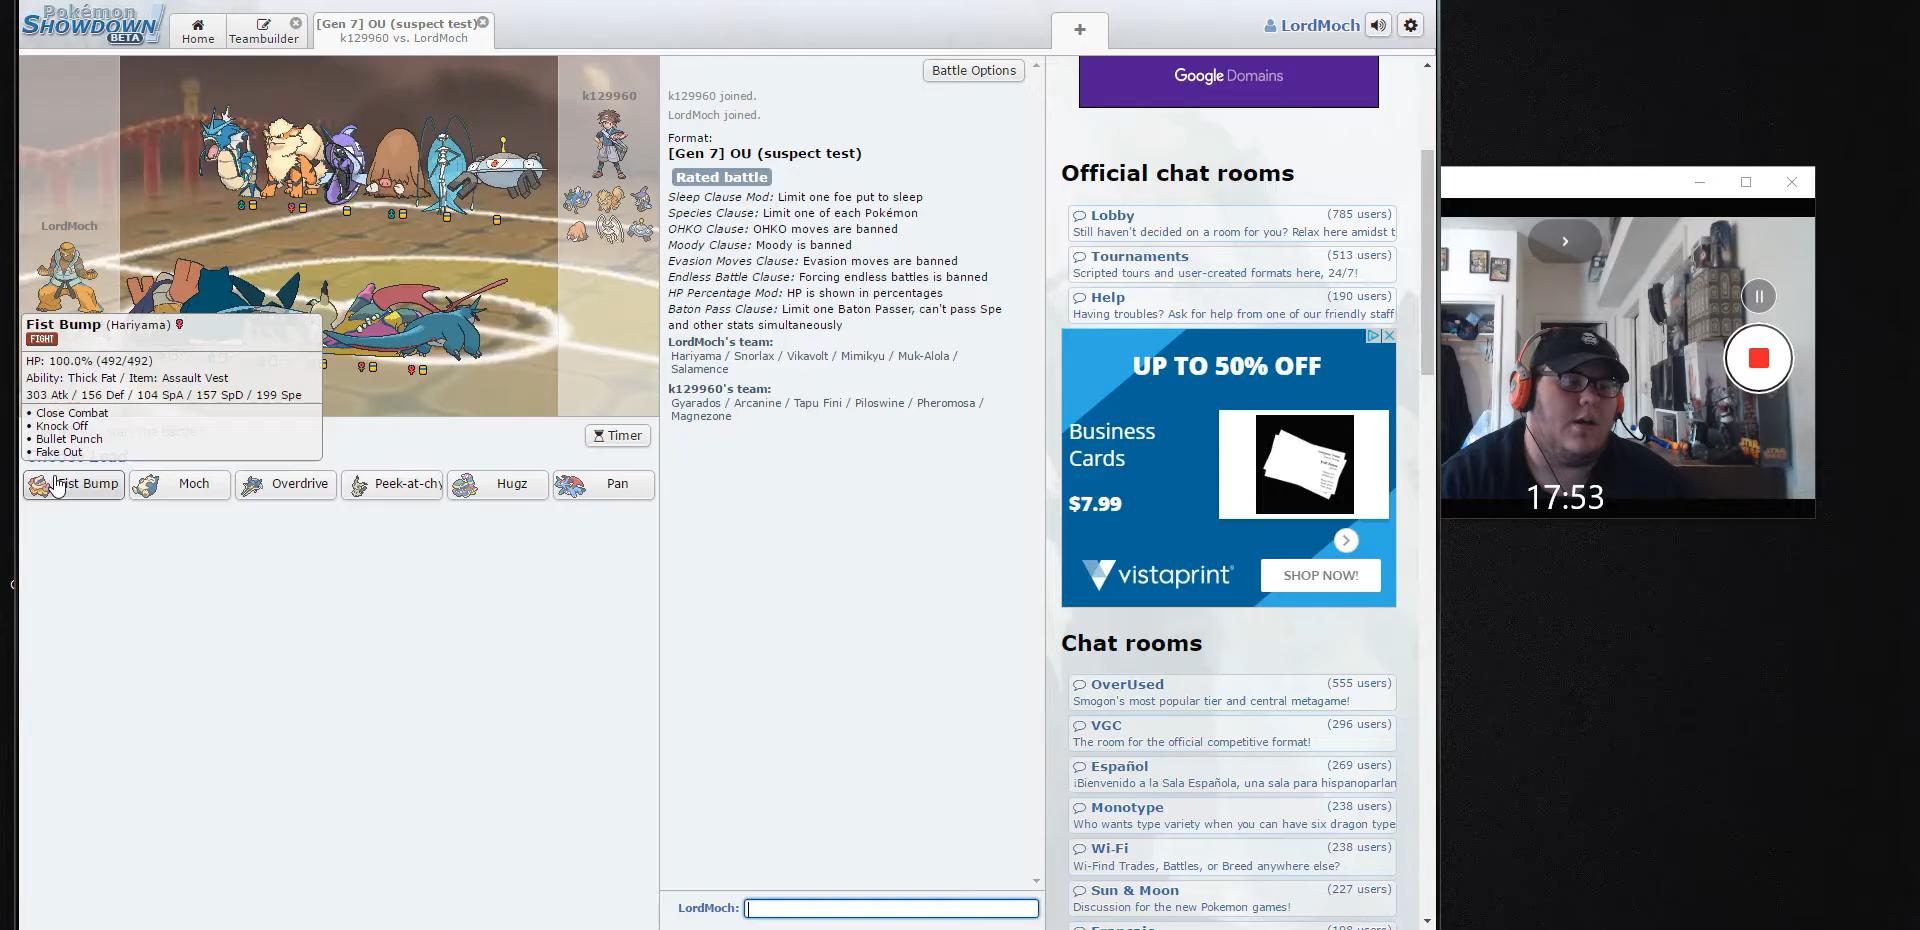 Pokémon
SHOWDOWN!
BETA
Home
Teambuilder
[Gen 7] OU (suspect test)
k129960 vs. LordMoch
+
LordMoch
k129960
LordMoch
Fist Bump (Hariyama)
FIGHT
HP: 100.0% (492/492)
Ability: Thick Fat / Item: Assault Vest
303 Atk / 156 Def / 104 SpA / 157 SpD / 199 Spe
• Close Combat
• Knock Off
• Bullet Punch
• Fake Out
Timer
Fist Bump
Moch
Overdrive
Peek-at-chy
Hugz
Pan
Battle Options
k129960 joined.
LordMoch joined.
Format:
[Gen 7] OU (suspect test)
Rated battle
Sleep Clause Mod: Limit one foe put to sleep
Species Clause: Limit one of each Pokémon
OHKO Clause: OHKO moves are banned
Moody Clause: Moody is banned
Evasion Moves Clause: Evasion moves are banned
Endless Battle Clause: Forcing endless battles is banned
HP Percentage Mod: HP is shown in percentages
Baton Pass Clause: Limit one Baton Passer, can't pass Spe
and other stats simultaneously
LordMoch's team:
Hariyama / Snorlax / Vikavolt / Mimikyu / Muk-Alola /
Salamence
k129960's team:
Gyarados / Arcanine / Tapu Fini / Piloswine / Pheromosa /
Magnezone
LordMoch:
Google Domains
Official chat rooms
Lobby (785 users)
Still haven't decided on a room for you? Relax here amidst t
Tournaments (513 users)
Scripted tours and user-created formats here, 24/7!
Help (190 users)
Having troubles? Ask for help from one of our friendly staff
UP TO 50% OFF
Business
Cards
$7.99
vistaprint
SHOP NOW!
Chat rooms
OverUsed (555 users)
Smogon's most popular tier and central metagame!
VGC (296 users)
The room for the official competitive format!
Español (269 users)
¡Bienvenido a la Sala Española, una sala para hispanoparlan
Monotype (238 users)
Who wants type variety when you can have six dragon type
Wi-Fi (238 users)
Wi-Find Trades, Battles, or Breed anywhere else?
Sun & Moon (227 users)
Discussion for the new Pokemon games!
17:53